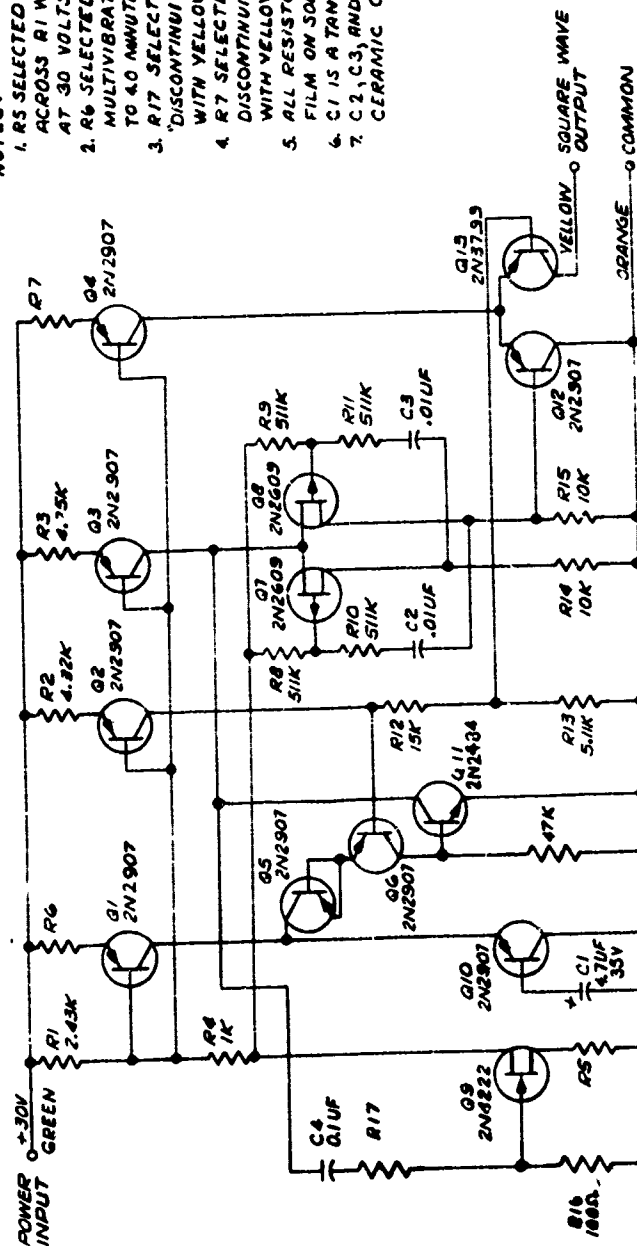 1. R5 SELECTED
ACROSS R1 W
AT 30 VOLTS
2. R6 SELECTED
MULTIVIBRAT
TO 40 MINUT
3. R17 SELECT
"DISCONTINUI
WITH YELLOW
4. R7 SELECTE
DISCONTINUI
WITH YELLOW
5. ALL RESISTO
FILM ON SOL
6. C1 IS A TAN
7. C2, C3, AND
CERAMIC C
POWER INPUT
+30V
GREEN
R1
2.43K
R6
R2
4.32K
R3
4.75K
R7
Q1
2N2907
Q2
2N2907
Q3
2N2907
Q4
2N2907
R4
1K
R8
511K
R9
511K
Q7
2N2609
Q8
2N2609
R10
511K
R11
511K
C2
.01UF
C3
.01UF
Q5
2N2907
Q6
2N2907
R12
15K
Q11
2N2484
Q12
2N2907
Q13
2N3799
C4
0.1UF
R17
Q9
2N4222
Q10
2N2907
+
C1
4.7UF
35V
47K
R13
5.11K
R14
10K
R15
10K
R16
100Ω
R5
YELLOW
SQUARE WAVE
OUTPUT
ORANGE
COMMON